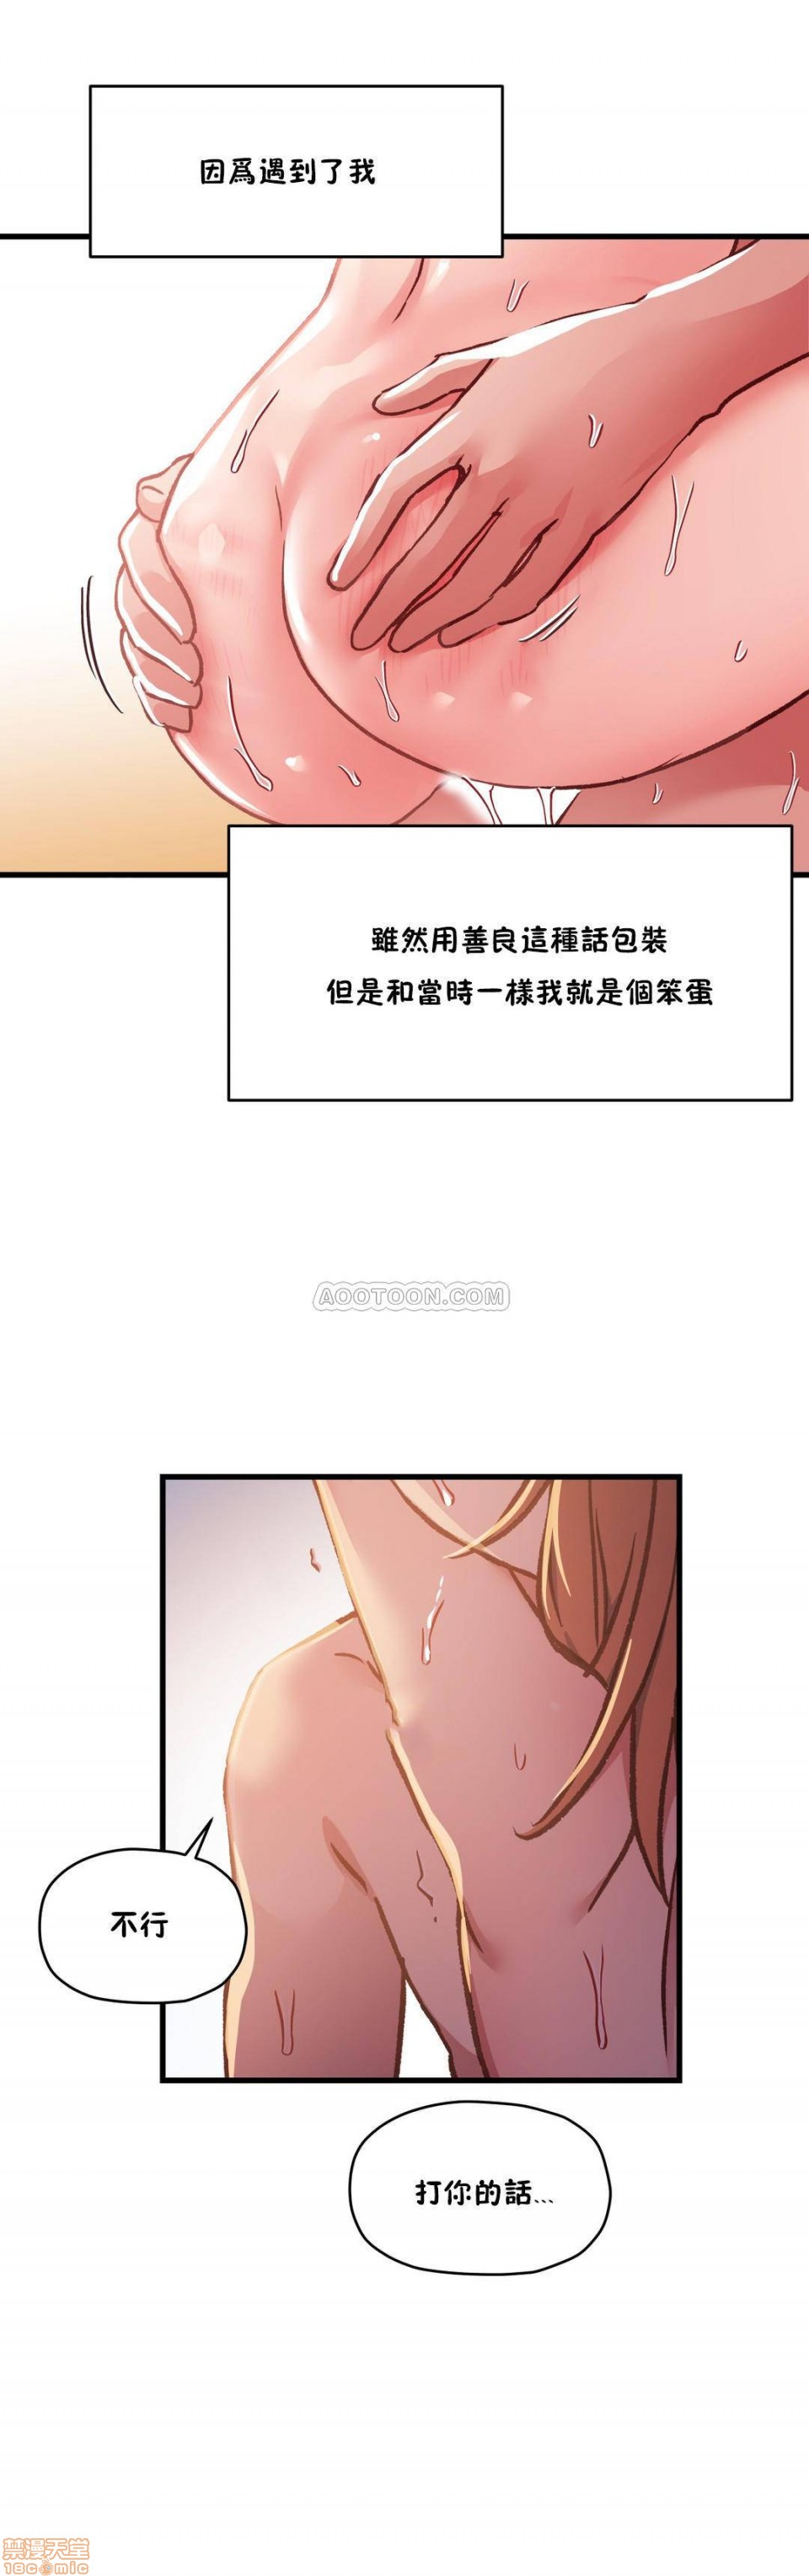 因爲遇到了我
雖然用善良這種話包裝
但是和當時一樣我就是個笨蛋
AOOTOON.COM
不行
打你的話...
禁漫天堂
18comic